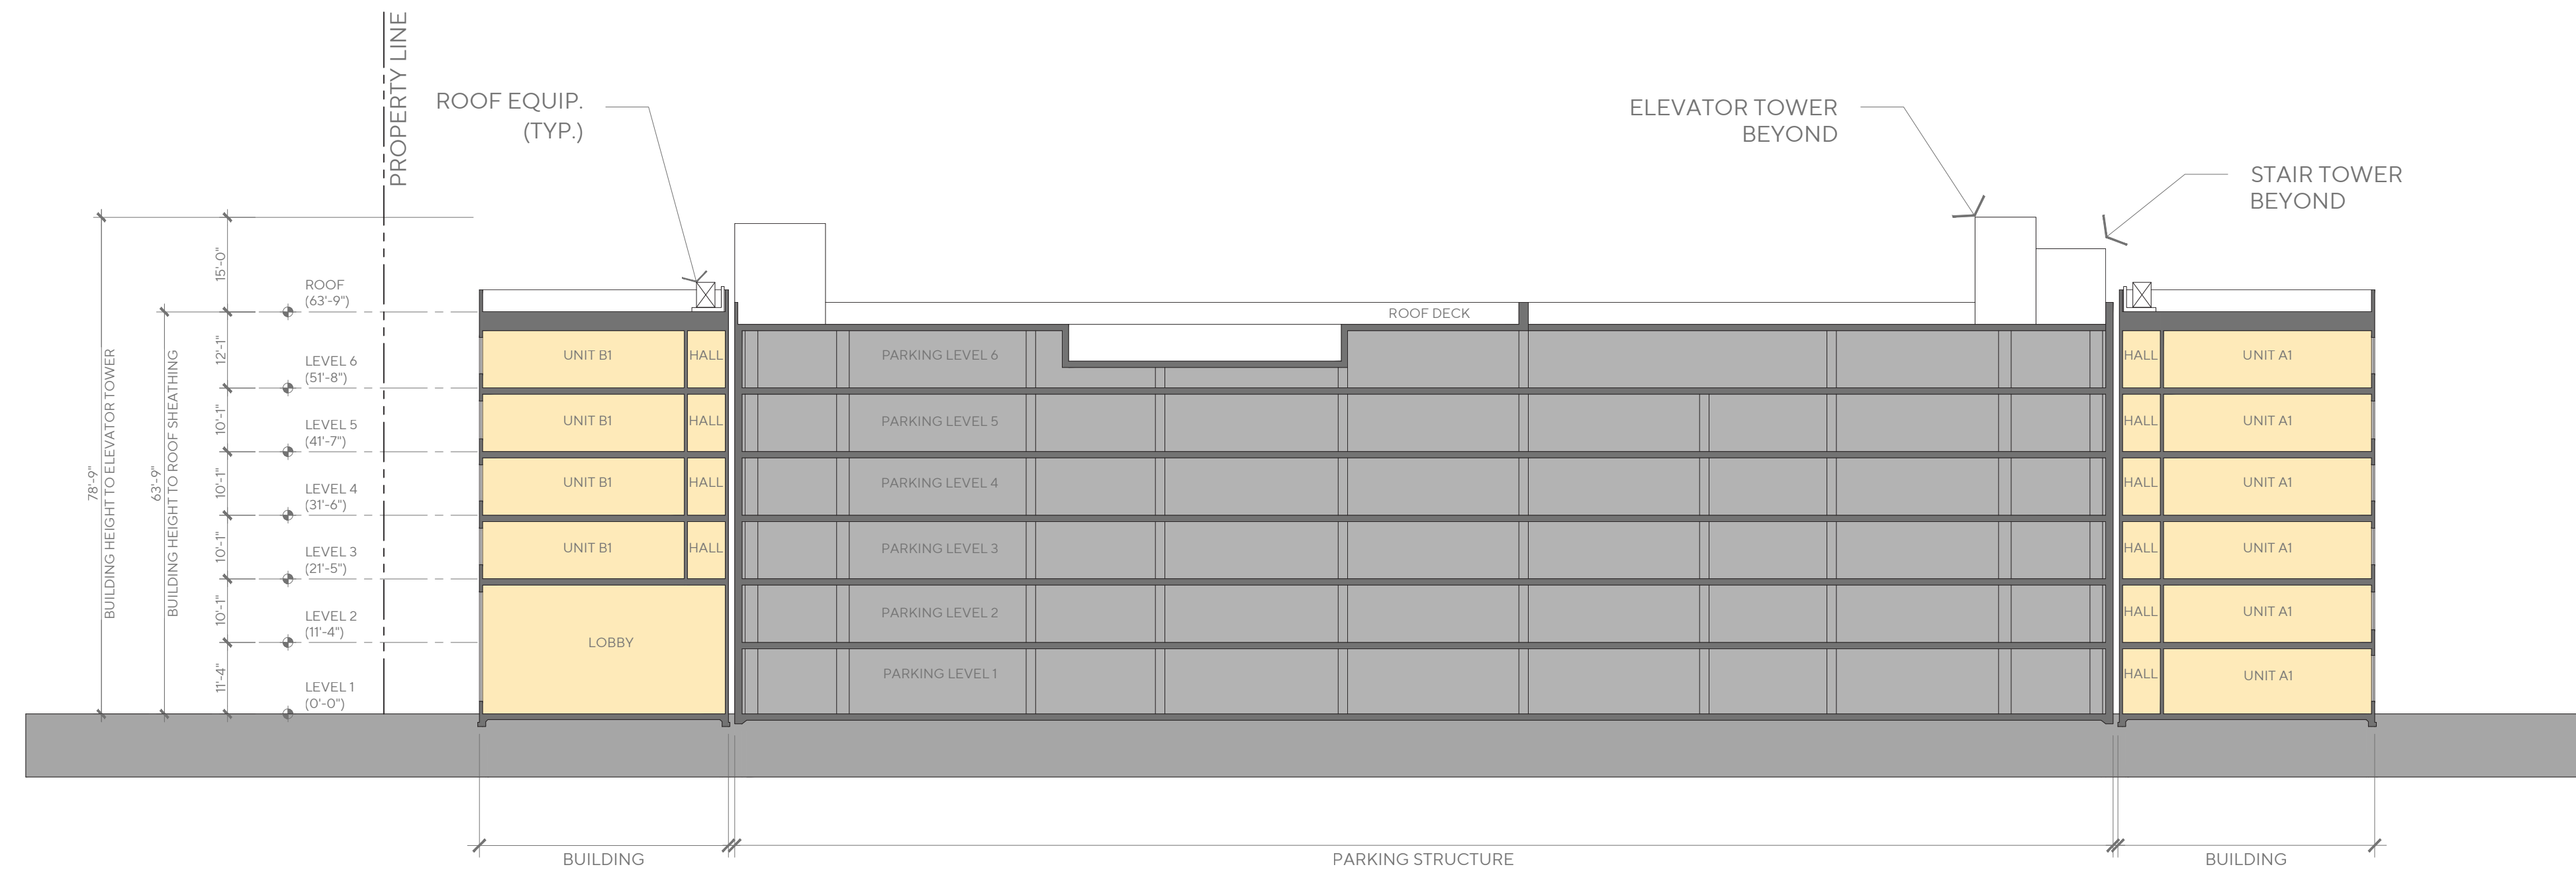 PROPERTY LINE
ROOF EQUIP.
(TYP.)
ELEVATOR TOWER
BEYOND
STAIR TOWER
BEYOND
78'-9"
BUILDING HEIGHT TO ELEVATOR TOWER
63'-9"
BUILDING HEIGHT TO ROOF SHEATHING
15'-0"
12'-1"
10'-1"
10'-1"
10'-1"
10'-1"
11'-4"
ROOF
(63'-9")
LEVEL 6
(51'-8")
LEVEL 5
(41'-7")
LEVEL 4
(31'-6")
LEVEL 3
(21'-5")
LEVEL 2
(11'-4")
LEVEL 1
(0'-0")
ROOF DECK
UNIT B1
HALL
PARKING LEVEL 6
HALL
UNIT A1
UNIT B1
HALL
PARKING LEVEL 5
HALL
UNIT A1
UNIT B1
HALL
PARKING LEVEL 4
HALL
UNIT A1
UNIT B1
HALL
PARKING LEVEL 3
HALL
UNIT A1
LOBBY
PARKING LEVEL 2
HALL
UNIT A1
PARKING LEVEL 1
HALL
UNIT A1
BUILDING
PARKING STRUCTURE
BUILDING